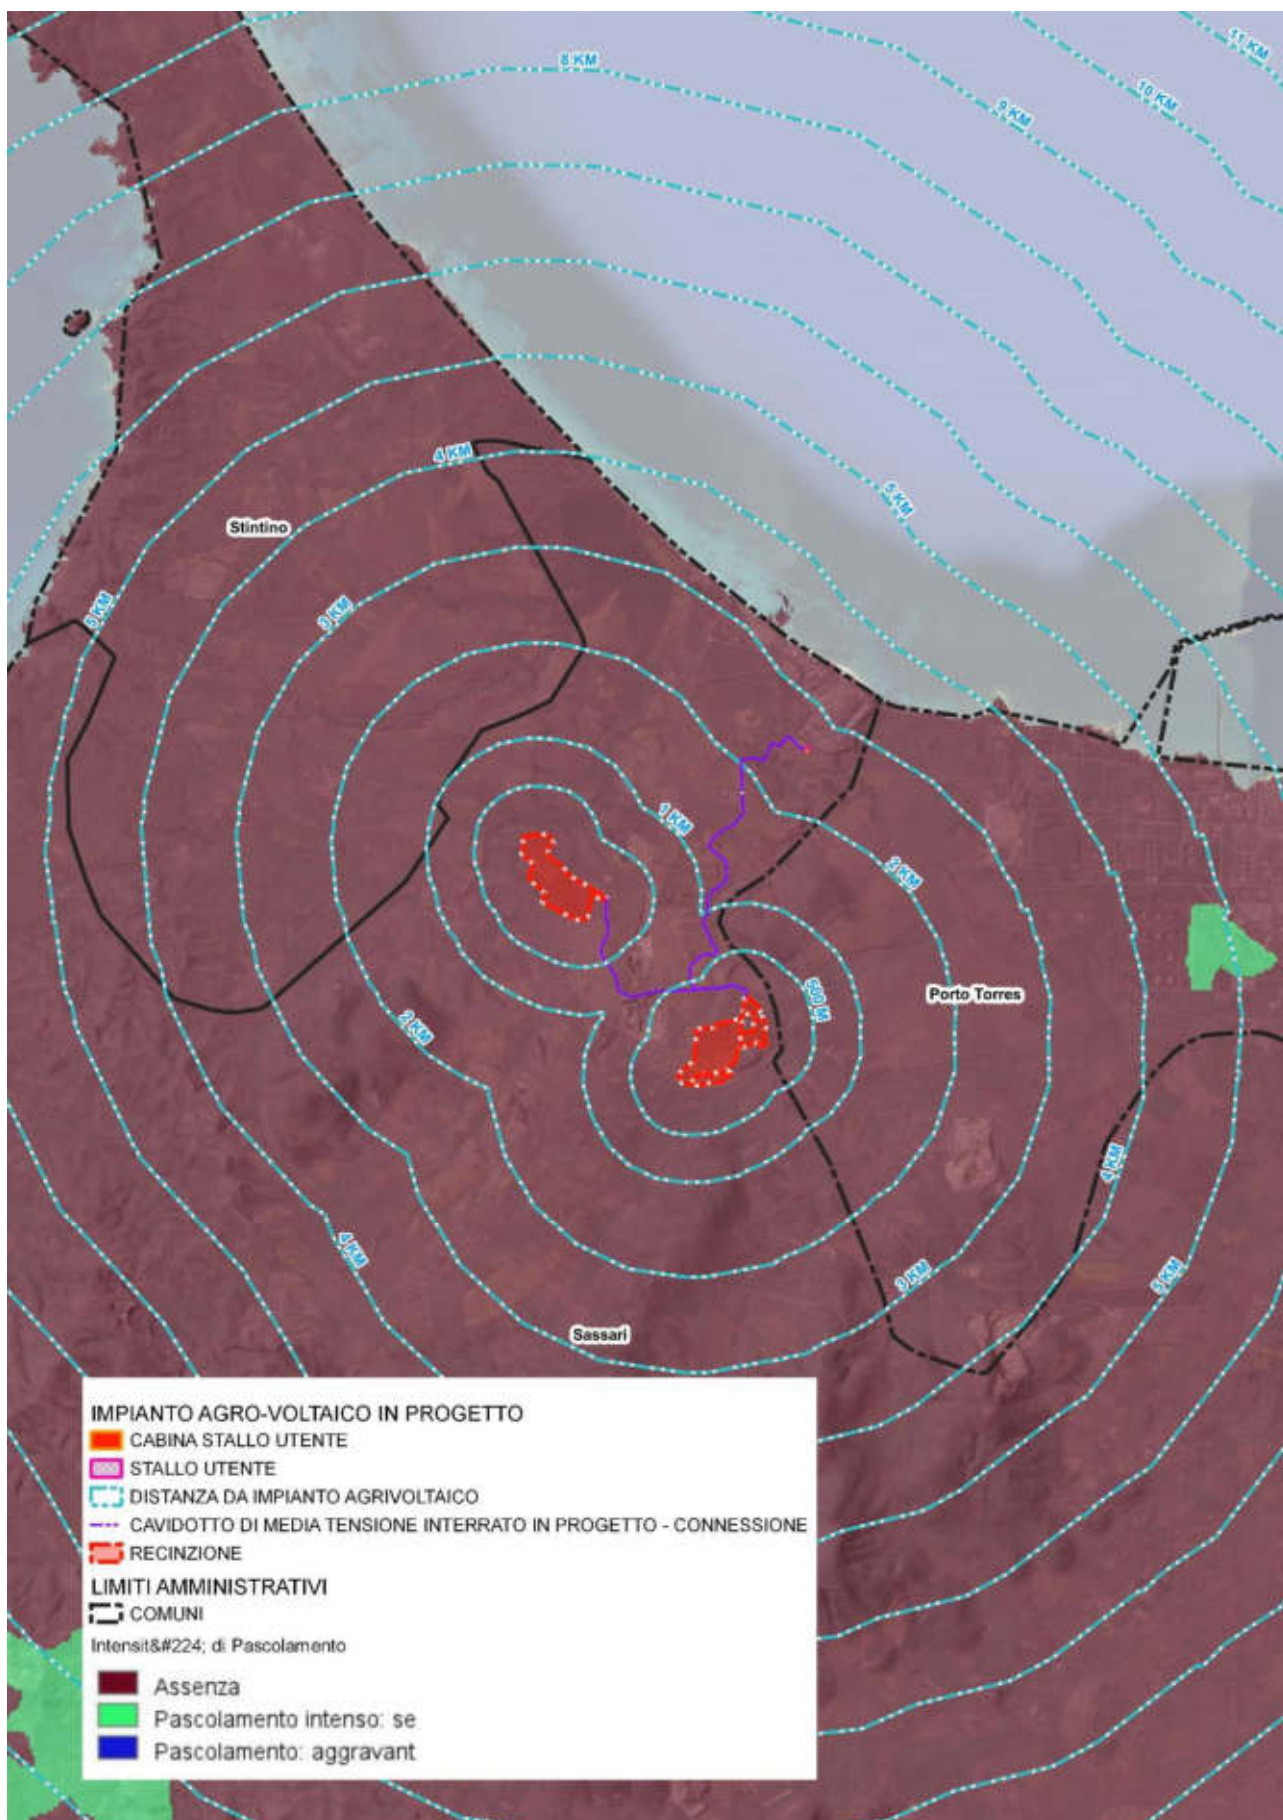 11 KM
8 KM
10 KM
9 KM
4 KM
5 KM
Stintino
3 KM
5 KM
1 KM
2 KM
500 M
Porto Torres
2 KM
4 KM
4 KM
3 KM
5 KM
Sassari
IMPIANTO AGRO-VOLTAICO IN PROGETTO
CABINA STALLO UTENTE
STALLO UTENTE
DISTANZA DA IMPIANTO AGRIVOLTAICO
CAVIDOTTO DI MEDIA TENSIONE INTERRATO IN PROGETTO - CONNESSIONE
RECINZIONE
LIMITI AMMINISTRATIVI
COMUNI
Intensit&#224; di Pascolamento
Assenza
Pascolamento intenso: se
Pascolamento: aggravant